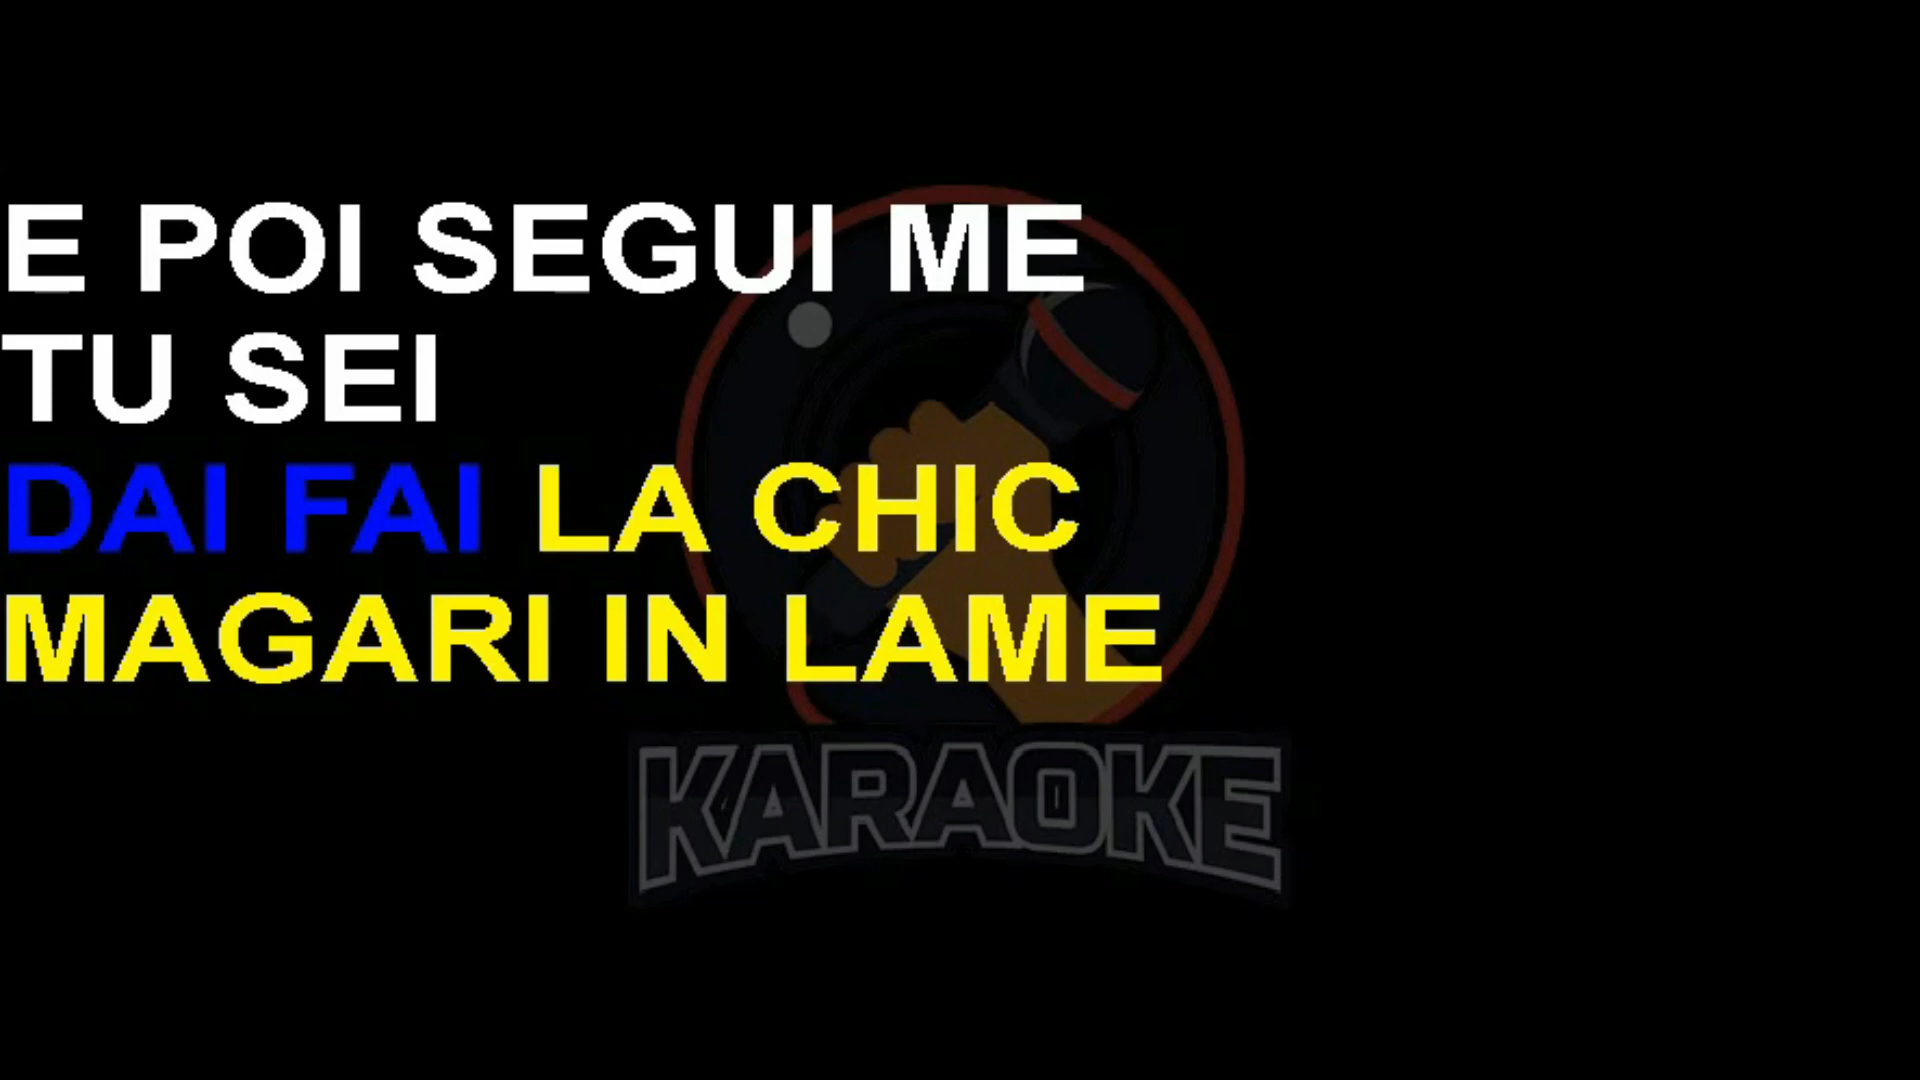 E POI SEGUI ME
TU SEI
DAI FAI LA CHIC
MAGARI IN LAME
KARAOKE